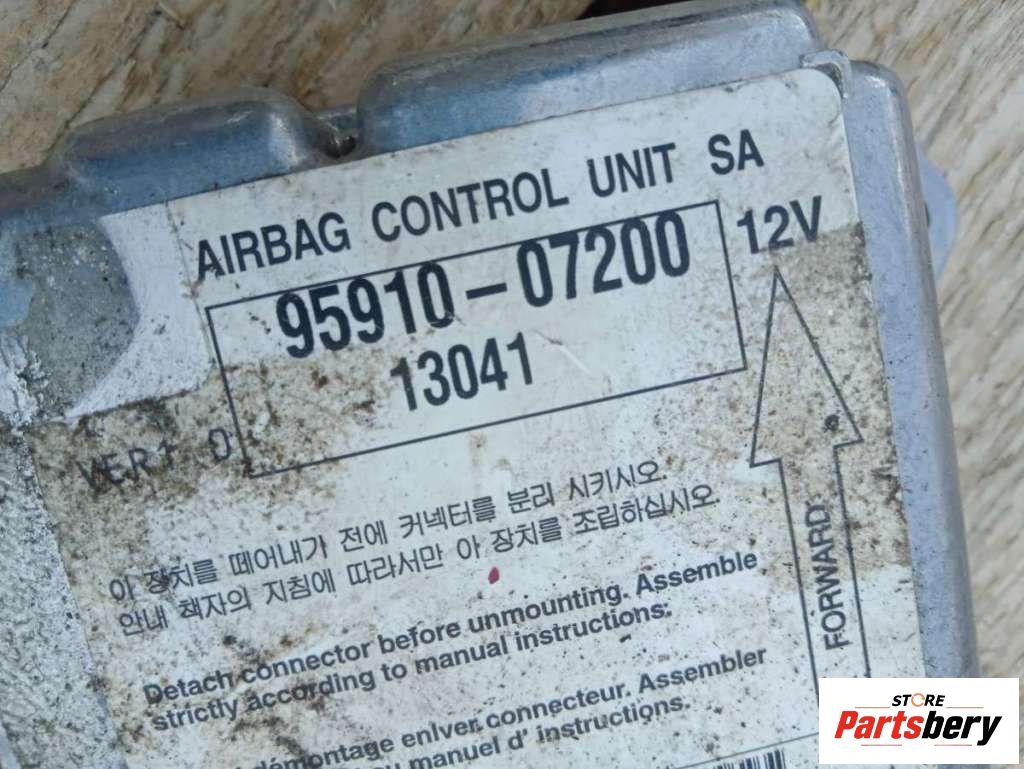 AIRBAG CONTROL UNIT SA
95910-07200
12V
13041
VER1 0
이 장치를 떼어내기 전에 커넥터를 분리 시키시오.
안내 책자의 지침에 따라서만 아 장치를 조립하십시오.
FORWARD
Detach connector before unmounting. Assemble
strictly according to manual instructions:
démontage enlver connecteur. Assembler
au manuel d' instructions.
STORE
Partsbery